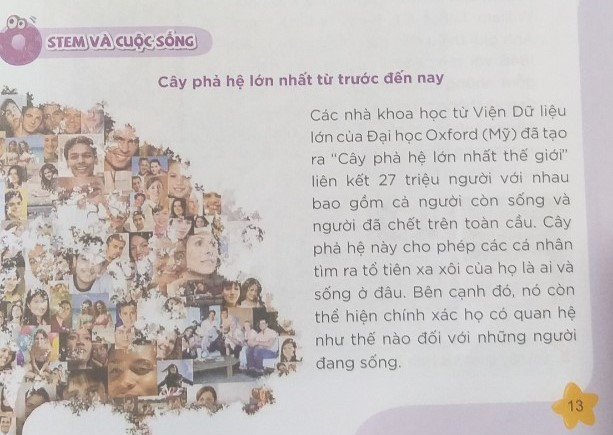 STEM VÀ CUỘC SỐNG
Cây phả hệ lớn nhất từ trước đến nay
Các nhà khoa học từ Viện Dữ liệu
lớn của Đại học Oxford (Mỹ) đã tạo
ra "Cây phả hệ lớn nhất thế giới"
liên kết 27 triệu người với nhau
bao gồm cả người còn sống và
người đã chết trên toàn cầu. Cây
phả hệ này cho phép các cá nhân
tìm ra tổ tiên xa xôi của họ là ai và
sống ở đâu. Bên cạnh đó, nó còn
thể hiện chính xác họ có quan hệ
như thế nào đối với những người
đang sống.
13